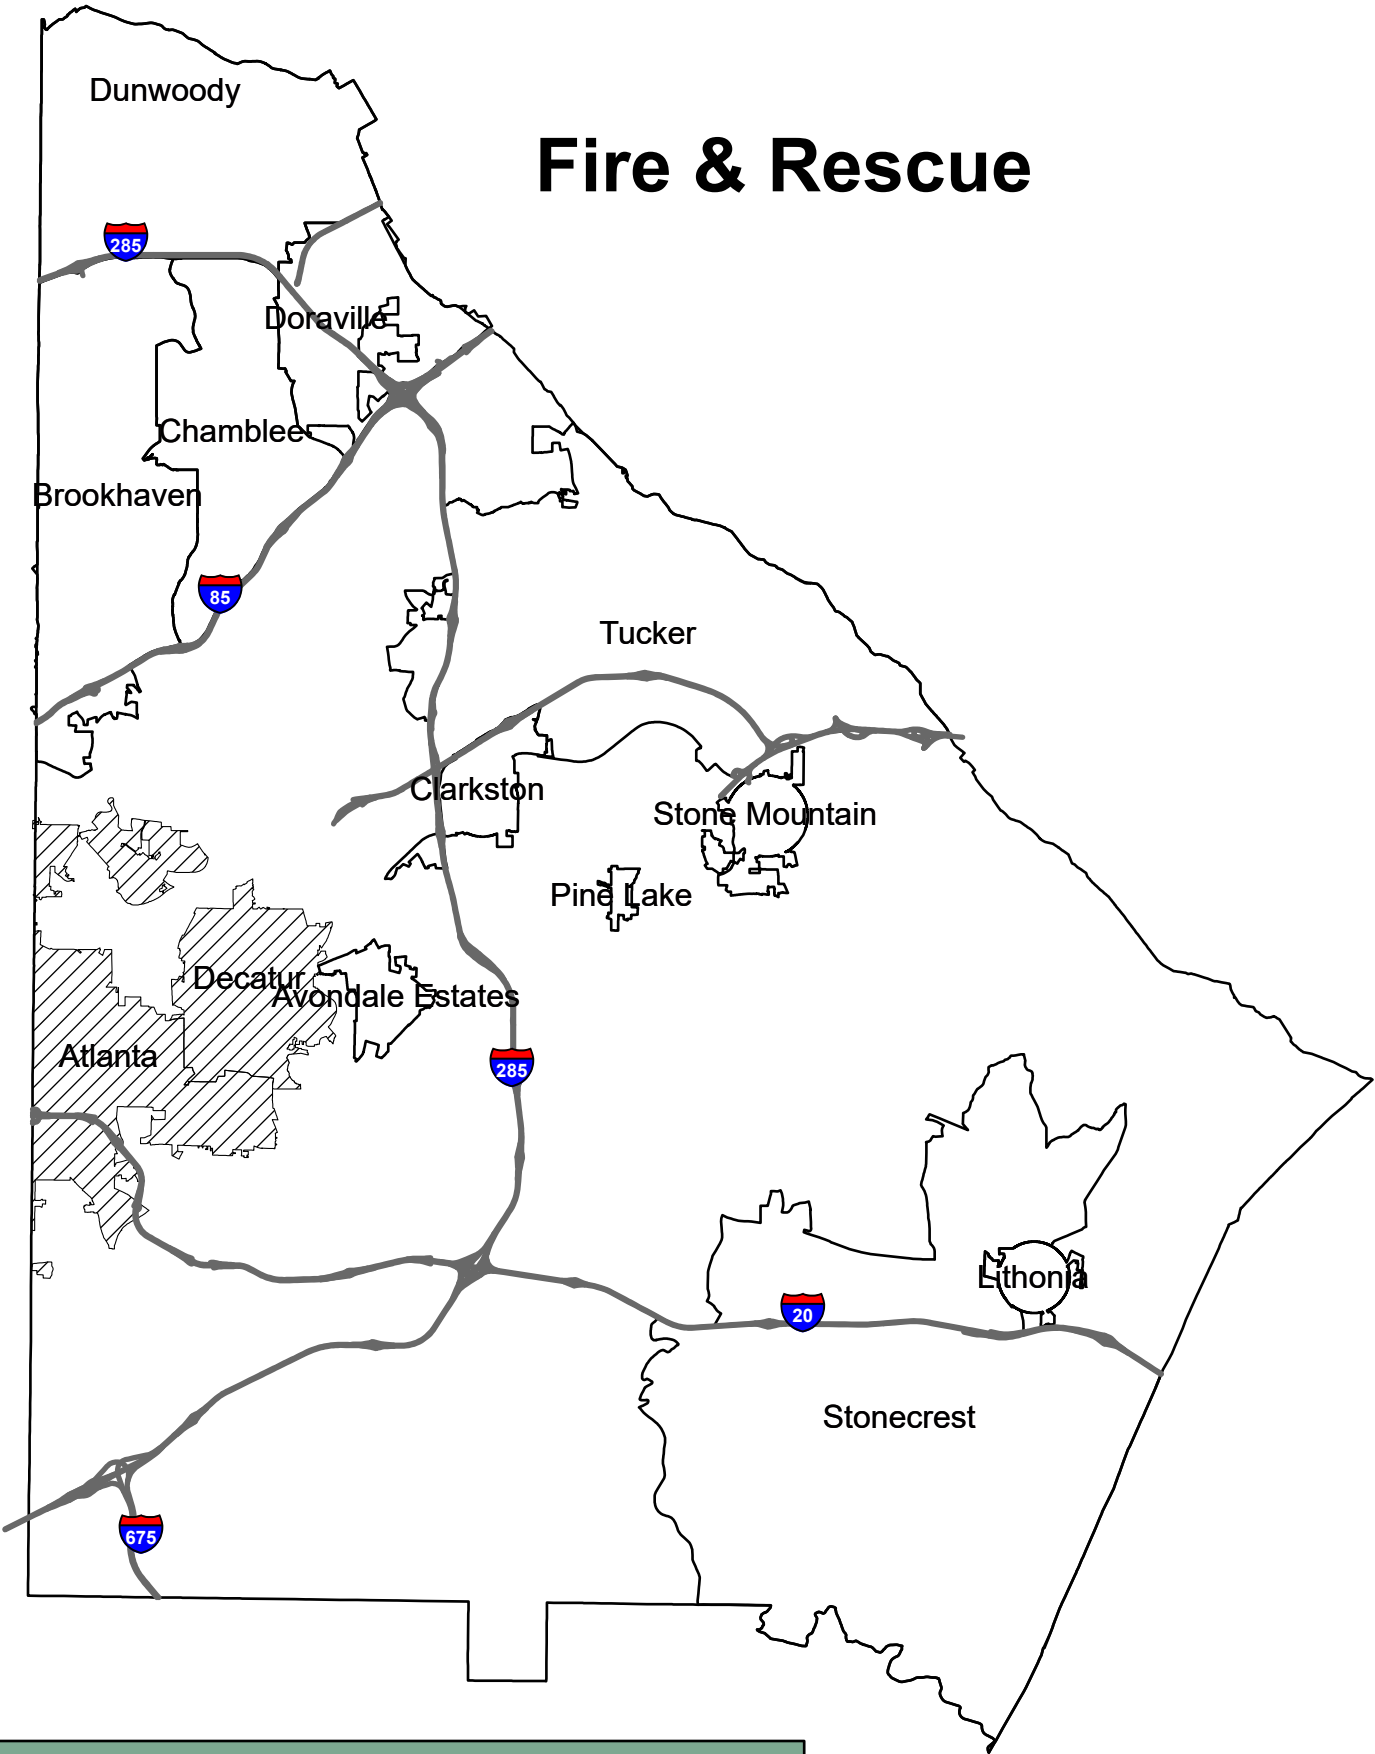 Dunwoody
Fire & Rescue
285
Doraville
Chamblee
Brookhaven
85
Tucker
Clarkston
Stone Mountain
Pine Lake
Decatur
Avondale Estates
Atlanta
285
Lithonia
20
Stonecrest
675